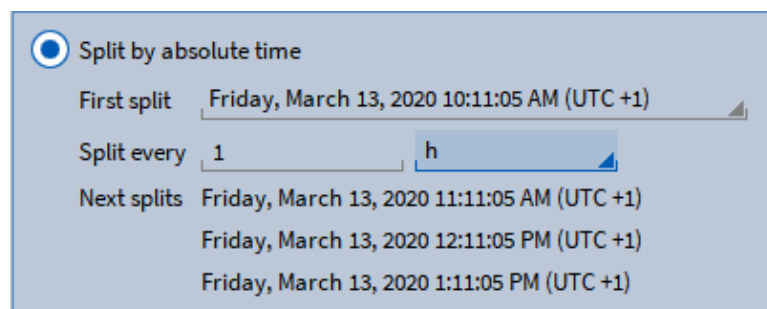 Split by absolute time
First split Friday, March 13, 2020 10:11:05 AM (UTC +1)
Split every 1 h
Next splits Friday, March 13, 2020 11:11:05 AM (UTC +1)
Friday, March 13, 2020 12:11:05 PM (UTC +1)
Friday, March 13, 2020 1:11:05 PM (UTC +1)